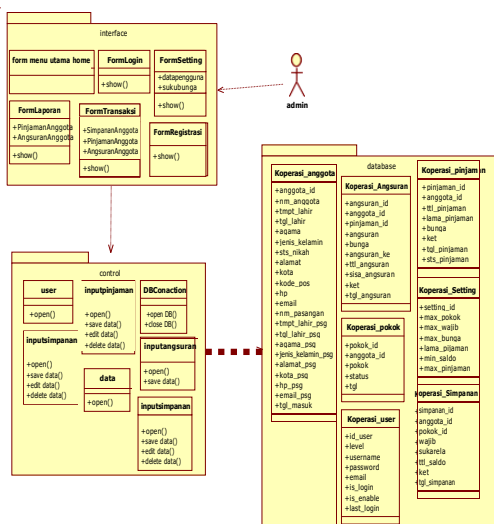 interface
form menu utama home
FormLogin
+show()
FormSetting
+datapengguna
+sukubunga
+show()
FormLaporan
+PinjamanAnggota
+AngsuranAnggota
+show()
FormTransaksi
+SimpananAnggota
+PinjamanAnggota
+AngsuranAnggota
+show()
FormRegistrasi
+show()
admin
control
user
+open()
inputpinjaman
+open()
+save data()
+edit data()
+delete data()
DBConaction
+open DB()
+close DB()
inputsimpanan
+open()
+save data()
+edit data()
+delete data()
data
+open()
inputangsuran
+open()
+save data()
inputsimpanan
+open()
+save data()
+edit data()
+delete data()
database
Koperasi_anggota
+anggota_id
+nm_anggota
+tmpt_lahir
+tgl_lahir
+agama
+jenis_kelamin
+sts_nikah
+alamat
+kota
+kode_pos
+hp
+email
+nm_pasangan
+tmpt_lahir_psg
+tgl_lahir_psg
+agama_psg
+jenis_kelamin_psg
+alamat_psg
+kota_psg
+hp_psg
+email_psg
+tgl_masuk
Koperasi_Angsuran
+angsuran_id
+anggota_id
+pinjaman_id
+angsuran
+bunga
+angsuran_ke
+ttl_angsuran
+sisa_angsuran
+ket
+tgl_angsuran
Koperasi_pokok
+pokok_id
+anggota_id
+pokok
+status
+tgl
Koperasi_user
+id_user
+level
+username
+password
+email
+is_login
+is_enable
+last_login
Koperasi_pinjaman
+pinjaman_id
+anggota_id
+ttl_pinjaman
+lama_pinjaman
+bunga
+ket
+tgl_pinjaman
+sts_pinjaman
Koperasi_Setting
+setting_id
+max_pokok
+max_wajib
+max_bunga
+lama_pijaman
+min_saldo
+max_pinjaman
Koperasi_Simpanan
+simpanan_id
+anggota_id
+pokok_id
+wajib
+sukarela
+ttl_saldo
+ket
+tgl_simpanan